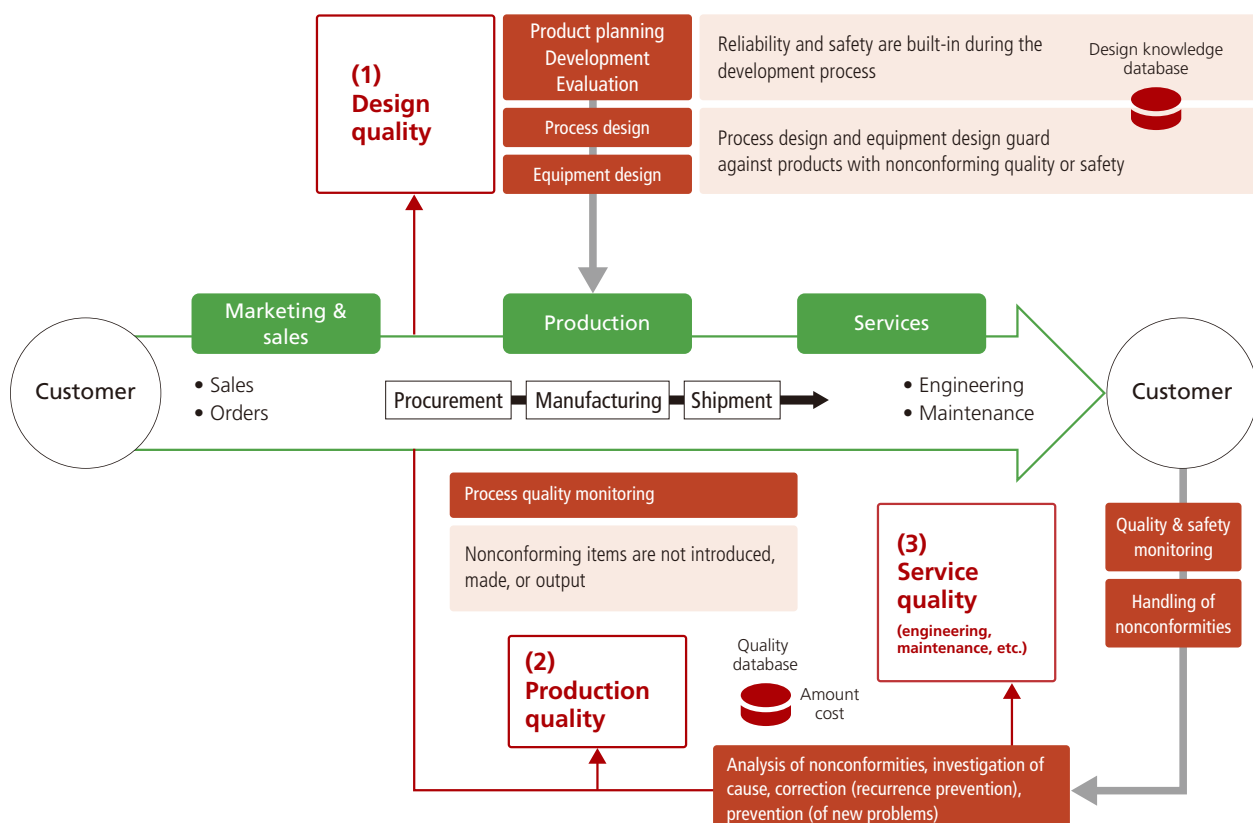 (1)
Design
quality
Product planning
Development
Evaluation
Reliability and safety are built-in during the
development process
Design knowledge
database
Process design
Equipment design
Process design and equipment design guard
against products with nonconforming quality or safety
Marketing &
sales
Production
Services
Customer
• Sales
• Orders
Procurement
Manufacturing
Shipment
• Engineering
• Maintenance
Customer
Process quality monitoring
Nonconforming items are not introduced,
made, or output
(3)
Service
quality
(engineering,
maintenance, etc.)
Quality & safety
monitoring
Handling of
nonconformities
(2)
Production
quality
Quality
database
Amount
cost
Analysis of nonconformities, investigation of
cause, correction (recurrence prevention),
prevention (of new problems)